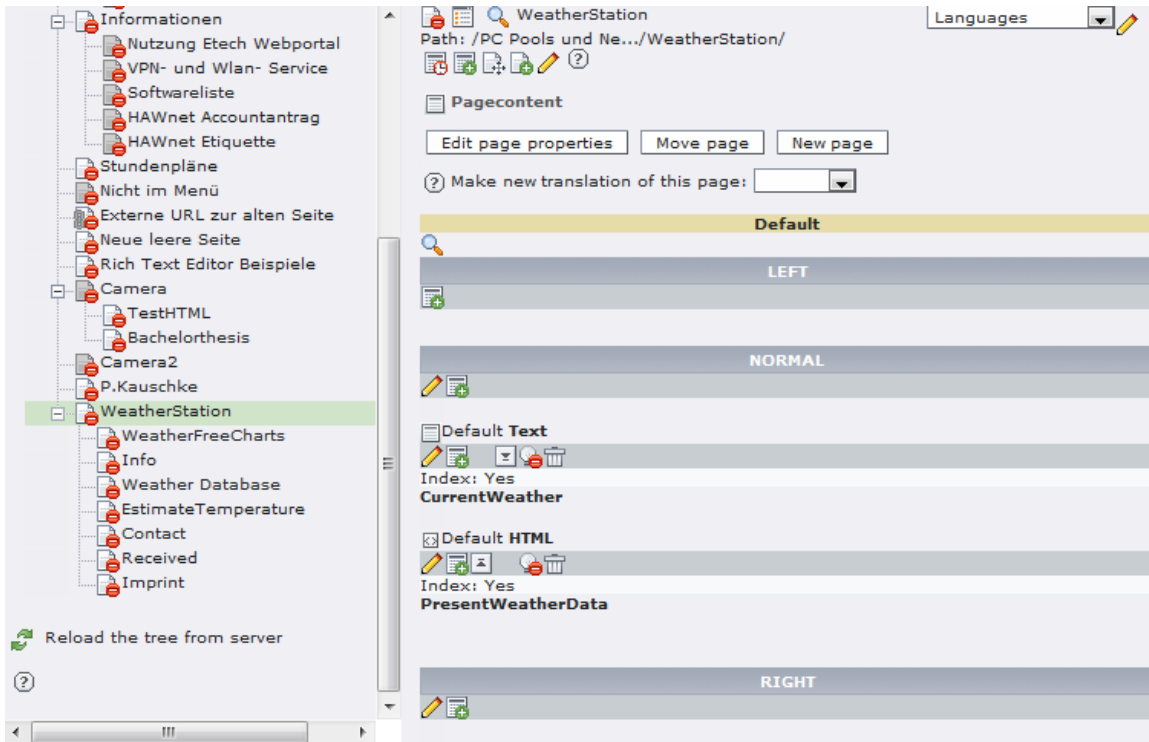 Informationen
Nutzung Etech Webportal
VPN- und Wlan- Service
Softwareliste
HAWnet Accountantrag
HAWnet Etiquette
Stundenpläne
Nicht im Menü
Externe URL zur alten Seite
Neue leere Seite
Rich Text Editor Beispiele
Camera
TestHTML
Bachelorthesis
Camera2
P.Kauschke
WeatherStation
WeatherFreeCharts
Info
Weather Database
EstimateTemperature
Contact
Received
Imprint
Reload the tree from server
WeatherStation
Languages
Path: /PC Pools und Ne.../WeatherStation/
Pagecontent
Edit page properties
Move page
New page
Make new translation of this page:
Default
LEFT
NORMAL
Default Text
Index: Yes
CurrentWeather
Default HTML
Index: Yes
PresentWeatherData
RIGHT